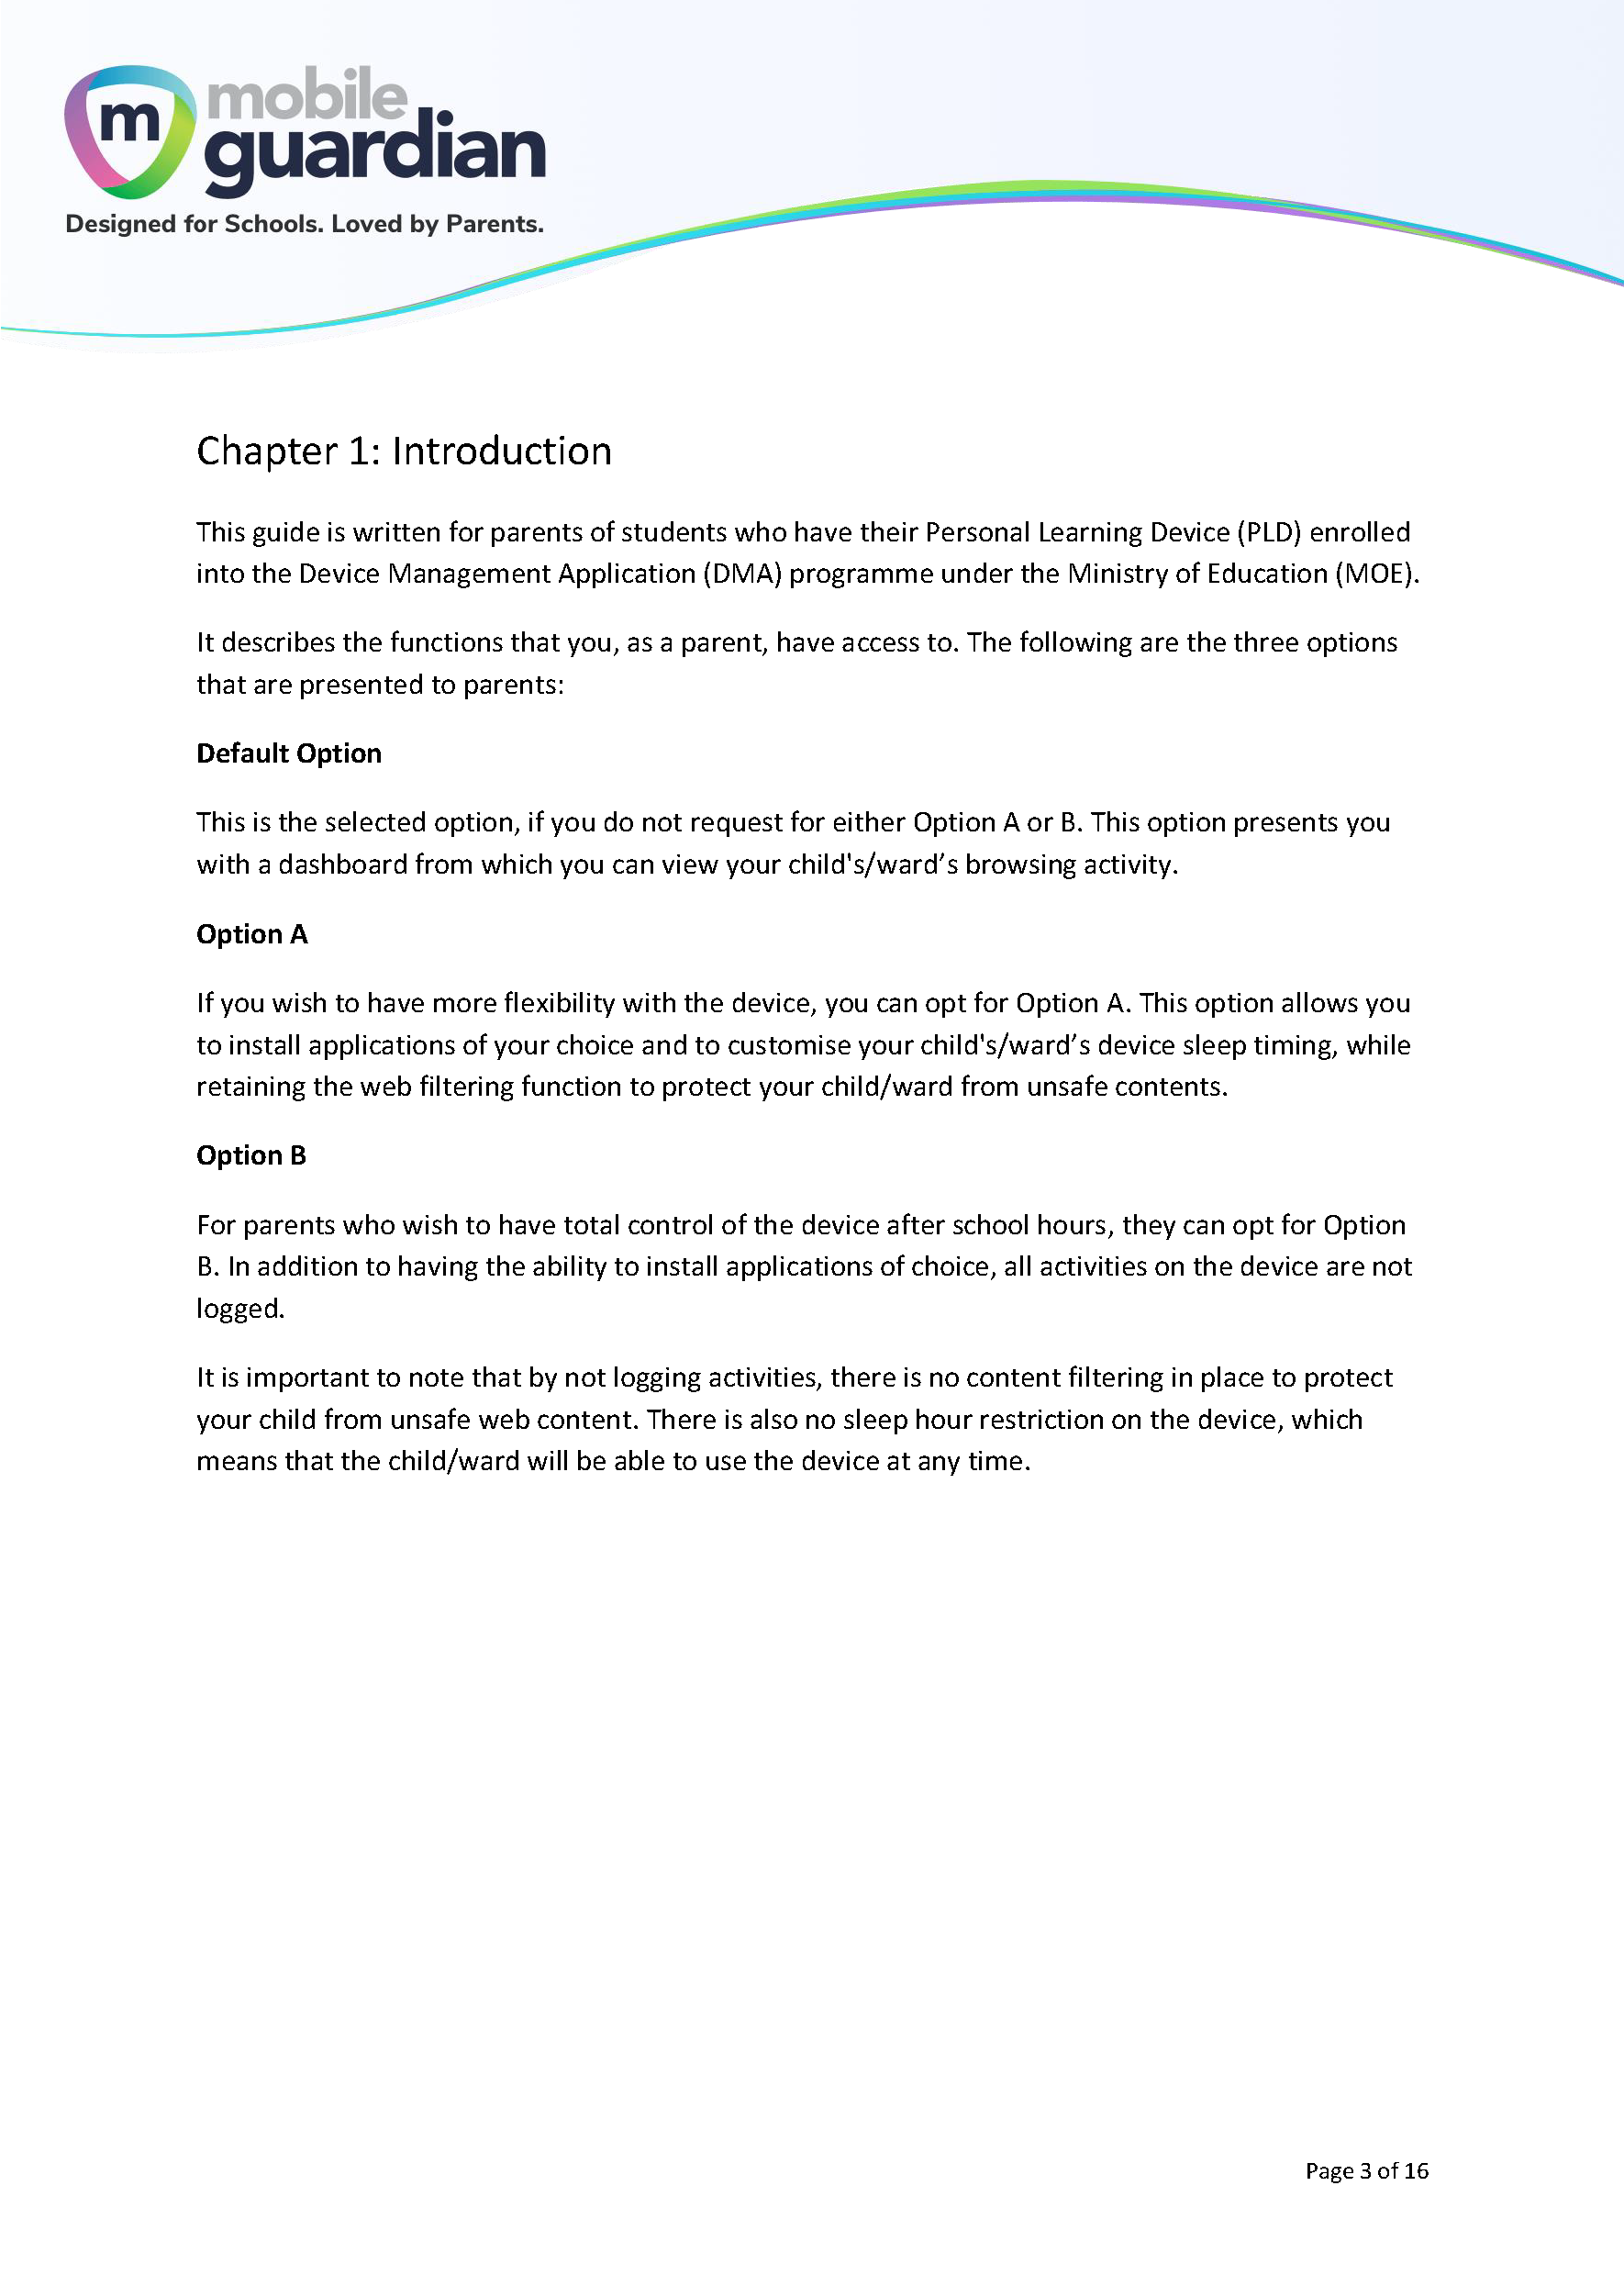 m
mobile
guardian
Designed for Schools. Loved by Parents.
Chapter 1: Introduction
This guide is written for parents of students who have their Personal Learning Device (PLD) enrolled
into the Device Management Application (DMA) programme under the Ministry of Education (MOE).
It describes the functions that you, as a parent, have access to. The following are the three options
that are presented to parents:
Default Option
This is the selected option, if you do not request for either Option A or B. This option presents you
with a dashboard from which you can view your child's/ward’s browsing activity.
Option A
If you wish to have more flexibility with the device, you can opt for Option A. This option allows you
to install applications of your choice and to customise your child's/ward’s device sleep timing, while
retaining the web filtering function to protect your child/ward from unsafe contents.
Option B
For parents who wish to have total control of the device after school hours, they can opt for Option
B. In addition to having the ability to install applications of choice, all activities on the device are not
logged.
It is important to note that by not logging activities, there is no content filtering in place to protect
your child from unsafe web content. There is also no sleep hour restriction on the device, which
means that the child/ward will be able to use the device at any time.
Page 3 of 16